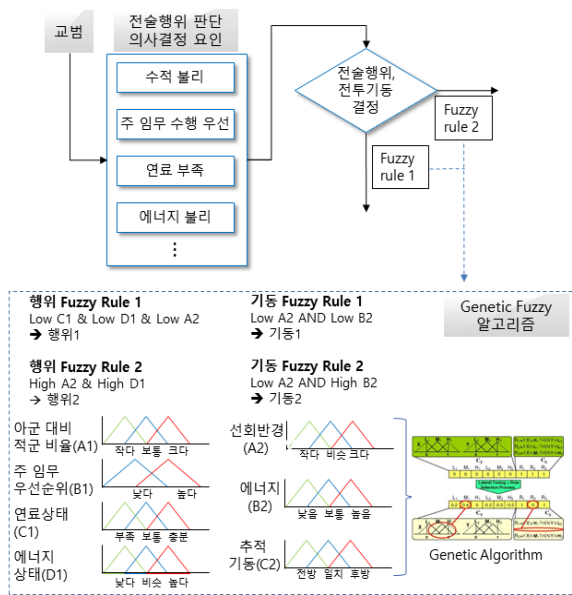 교범
전술행위 판단
의사결정 요인
수적 불리
주 임무 수행 우선
연료 부족
에너지 불리
⋮
전술행위,
전투기동
결정
Fuzzy
rule 2
Fuzzy
rule 1
Genetic Fuzzy
알고리즘
행위 Fuzzy Rule 1
Low C1 & Low D1 & Low A2
➔ 행위1
행위 Fuzzy Rule 2
High A2 & High D1
→ 행위2
기동 Fuzzy Rule 1
Low A2 AND Low B2
➔ 기동1
기동 Fuzzy Rule 2
Low A2 AND High B2
➔ 기동2
아군 대비
적군 비율(A1)
작다 보통 크다
주 임무
우선순위(B1)
낮다 높다
연료상태
(C1)
부족 보통 충분
에너지
상태(D1)
낮다 비슷 높다
선회반경
(A2)
작다 비슷 크다
에너지
(B2)
낮음 보통 높음
추적
기동(C2)
전방 일치 후방
Lateral Tuning + Rule
Selection Process
Genetic Algorithm